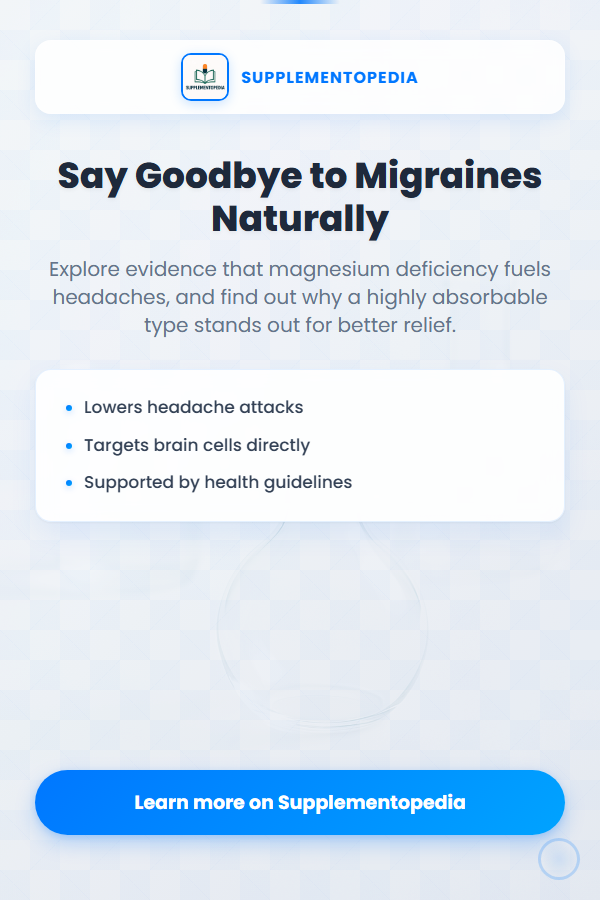 SUPPLEMENTOPEDIA
SUPPLEMENTOPEDIA
Say Goodbye to Migraines
Naturally
Explore evidence that magnesium deficiency fuels
headaches, and find out why a highly absorbable
type stands out for better relief.
Lowers headache attacks
Targets brain cells directly
Supported by health guidelines
Learn more on Supplementopedia